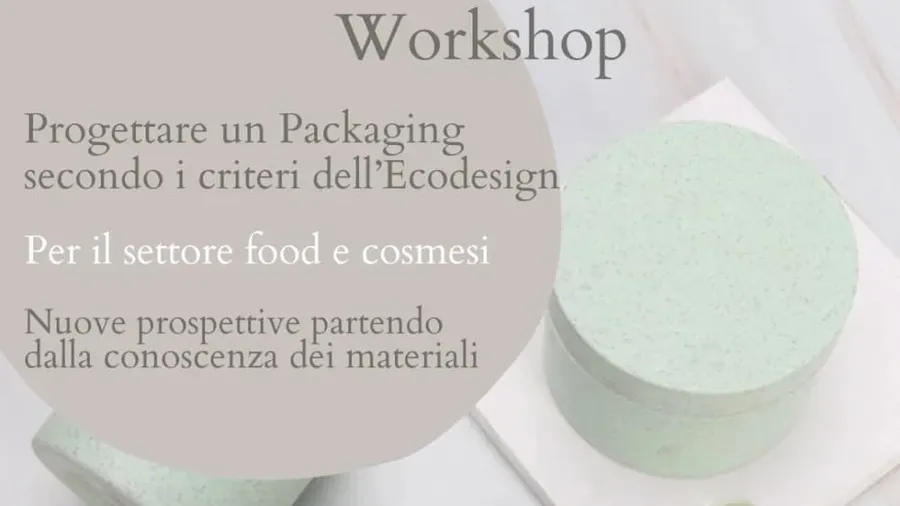 Workshop
Progettare un Packaging
secondo i criteri dell’Ecodesign
Per il settore food e cosmesi
Nuove prospettive partendo
dalla conoscenza dei materiali